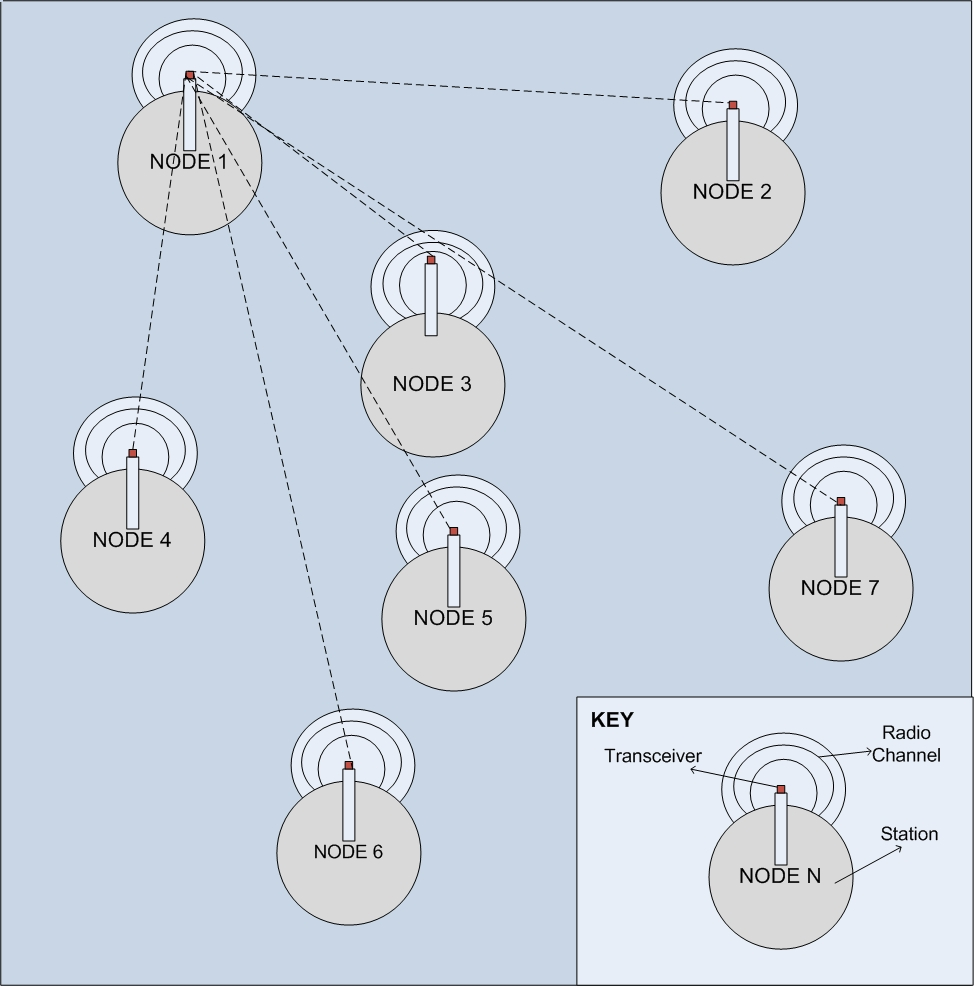 NODE 1
NODE 2
NODE 3
NODE 4
NODE 5
NODE 7
NODE 6
KEY
Transceiver
Radio
Channel
Station
NODE N